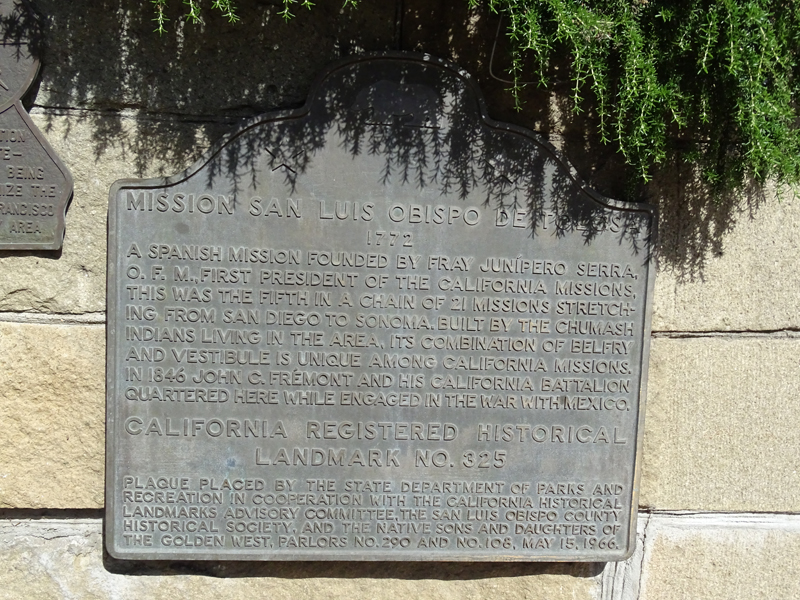 TION
TE—
BEING
IZE THE
RANCISCO
AREA
MISSION SAN LUIS OBISPO DE TOLOSA
1772
A SPANISH MISSION FOUNDED BY FRAY JUNÍPERO SERRA,
O. F. M., FIRST PRESIDENT OF THE CALIFORNIA MISSIONS,
THIS WAS THE FIFTH IN A CHAIN OF 21 MISSIONS STRETCH-
ING FROM SAN DIEGO TO SONOMA. BUILT BY THE CHUMASH
INDIANS LIVING IN THE AREA, ITS COMBINATION OF BELFRY
AND VESTIBULE IS UNIQUE AMONG CALIFORNIA MISSIONS.
IN 1846 JOHN C. FRÉMONT AND HIS CALIFORNIA BATTALION
QUARTERED HERE WHILE ENGAGED IN THE WAR WITH MEXICO.
CALIFORNIA REGISTERED HISTORICAL
LANDMARK NO. 325
PLAQUE PLACED BY THE STATE DEPARTMENT OF PARKS AND
RECREATION IN COOPERATION WITH THE CALIFORNIA HISTORICAL
LANDMARKS ADVISORY COMMITTEE, THE SAN LUIS OBISPO COUNTY
HISTORICAL SOCIETY, AND THE NATIVE SONS AND DAUGHTERS OF
THE GOLDEN WEST, PARLORS NO. 290 AND NO. 108, MAY 15, 1966.